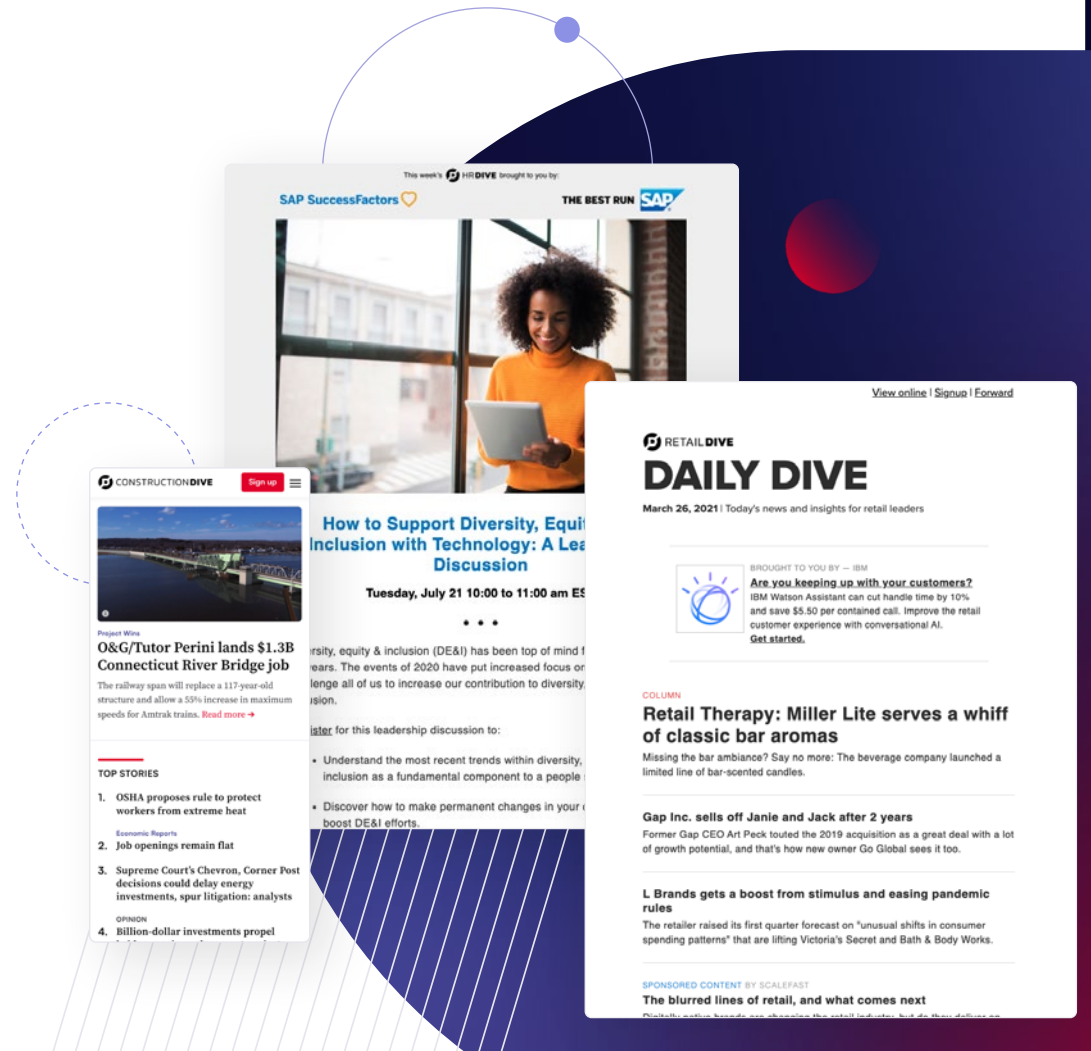 This week's HRDIVE brought to you by:
SAP SuccessFactors
THE BEST RUN SAP
How to Support Diversity,
Inclusion with Technology: A
Discussion
Tuesday, July 21 10:00 to 11:00 am
equity & inclusion (DE&I) has been top of mind
The events of 2020 have put increased focus
all of us to increase our contribution to diversity,
for this leadership discussion to:
• Understand the most recent trends within diversity,
inclusion as a fundamental component to a people
• Discover how to make permanent changes in your
boost DE&I efforts.
CONSTRUCTIONDIVE
Sign up
Project Wins
O&G/Tutor Perini lands $1.3B
Connecticut River Bridge job
The railway span will replace a 117-year-old
structure and allow a 55% increase in maximum
speeds for Amtrak trains. Read more →
TOP STORIES
1. OSHA proposes rule to protect
workers from extreme heat
Economic Reports
2. Job openings remain flat
3. Supreme Court's Chevron, Corner Post
decisions could delay energy
investments, spur litigation: analysts
OPINION
4. Billion-dollar investments propel
View online | Signup | Forward
RETAIL DIVE
DAILY DIVE
March 26, 2021 | Today's news and insights for retail leaders
BROUGHT TO YOU BY — IBM
Are you keeping up with your customers?
IBM Watson Assistant can cut handle time by 10%
and save $5.50 per contained call. Improve the retail
customer experience with conversational AI.
Get started.
COLUMN
Retail Therapy: Miller Lite serves a whiff
of classic bar aromas
Missing the bar ambiance? Say no more: The beverage company launched a
limited line of bar-scented candles.
Gap Inc. sells off Janie and Jack after 2 years
Former Gap CEO Art Peck touted the 2019 acquisition as a great deal with a lot
of growth potential, and that's how new owner Go Global sees it too.
L Brands gets a boost from stimulus and easing pandemic
rules
The retailer raised its first quarter forecast on "unusual shifts in consumer
spending patterns" that are lifting Victoria's Secret and Bath & Body Works.
SPONSORED CONTENT BY SCALEFAST
The blurred lines of retail, and what comes next